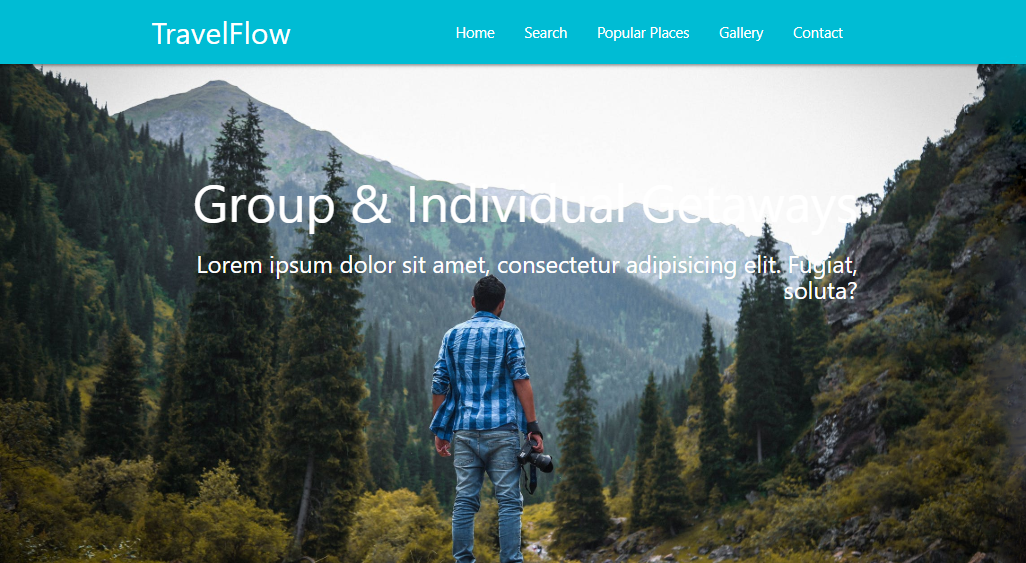 TravelFlow
Home Search Popular Places Gallery Contact
Group & Individual Getaways
Lorem ipsum dolor sit amet, consectetur adipisicing elit. Fugiat,
soluta?